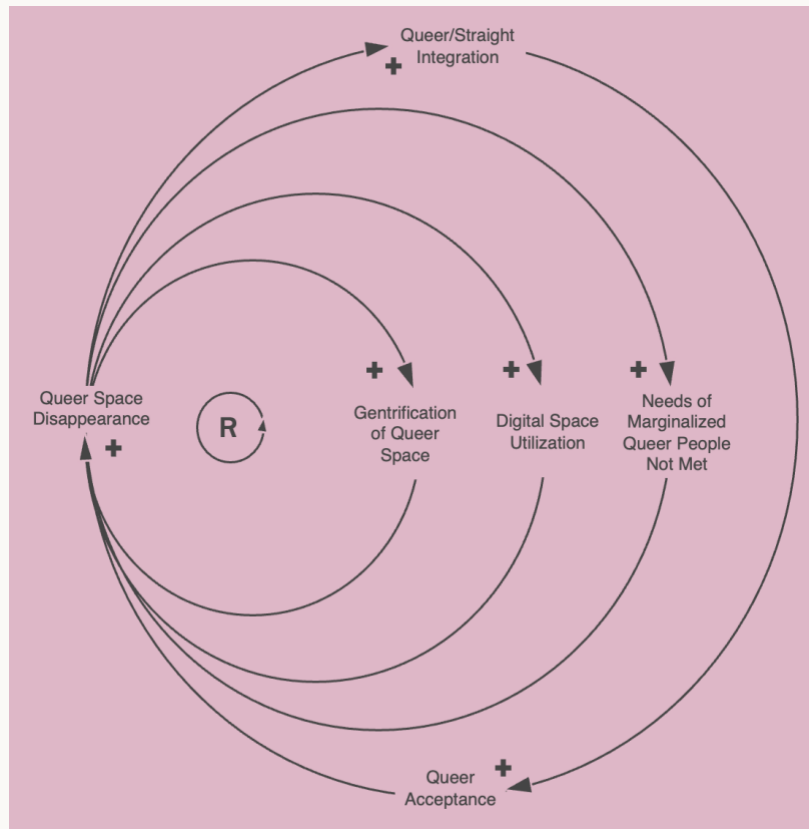 Queer/Straight
Integration
+
+
+
+
Queer Space
Disappearance
+
R
Gentrification
of Queer
Space
Digital Space
Utilization
Needs of
Marginalized
Queer People
Not Met
Queer
Acceptance
+